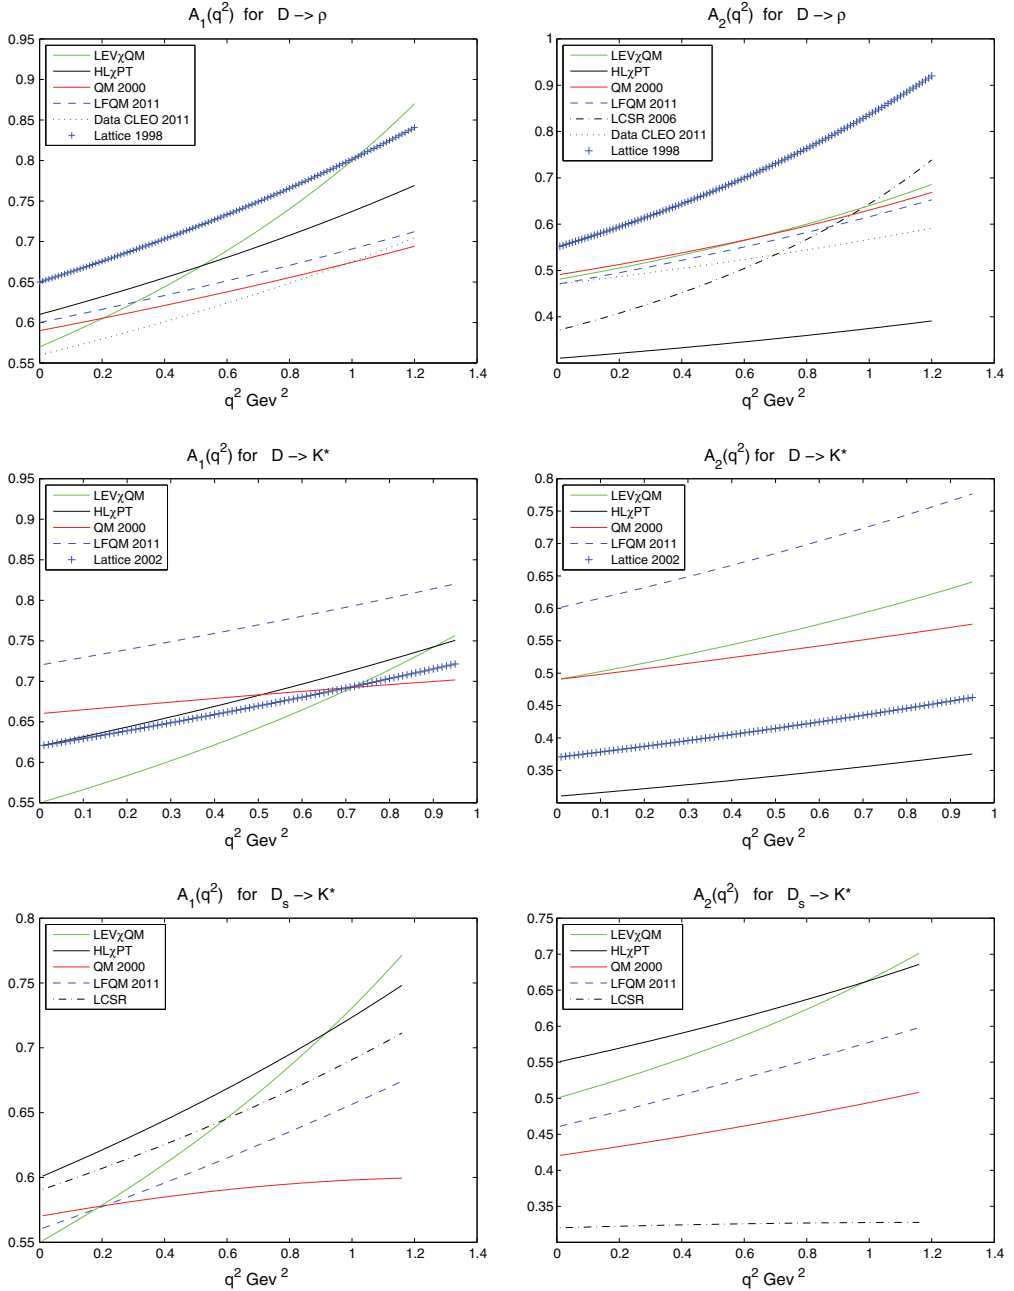 A1(q2) for D -> ρ
0.95
0.9
0.85
0.8
0.75
0.7
0.65
0.6
0.55
LEVχQM
HLχPT
QM 2000
LFQM 2011
Data CLEO 2011
Lattice 1998
0 0.2 0.4 0.6 0.8 1 1.2 1.4
q2 Gev 2
A2(q2) for D -> ρ
1
0.9
0.8
0.7
0.6
0.5
0.4
LEVχQM
HLχPT
QM 2000
LFQM 2011
LCSR 2006
Data CLEO 2011
Lattice 1998
0 0.2 0.4 0.6 0.8 1 1.2 1.4
q2 Gev 2
A1(q2) for D -> K*
0.95
0.9
0.85
0.8
0.75
0.7
0.65
0.6
0.55
LEVχQM
HLχPT
QM 2000
LFQM 2011
Lattice 2002
0 0.1 0.2 0.3 0.4 0.5 0.6 0.7 0.8 0.9 1
q2 Gev 2
A2(q2) for D -> K*
0.8
0.75
0.7
0.65
0.6
0.55
0.5
0.45
0.4
0.35
LEVχQM
HLχPT
QM 2000
LFQM 2011
Lattice 2002
0 0.1 0.2 0.3 0.4 0.5 0.6 0.7 0.8 0.9 1
q2 Gev 2
A1(q2) for Ds -> K*
0.8
0.75
0.7
0.65
0.6
0.55
LEVχQM
HLχPT
QM 2000
LFQM 2011
LCSR
0 0.2 0.4 0.6 0.8 1 1.2 1.4
q2 Gev 2
A2(q2) for Ds -> K*
0.75
0.7
0.65
0.6
0.55
0.5
0.45
0.4
0.35
LEVχQM
HLχPT
QM 2000
LFQM 2011
LCSR
0 0.2 0.4 0.6 0.8 1 1.2 1.4
q2 Gev 2